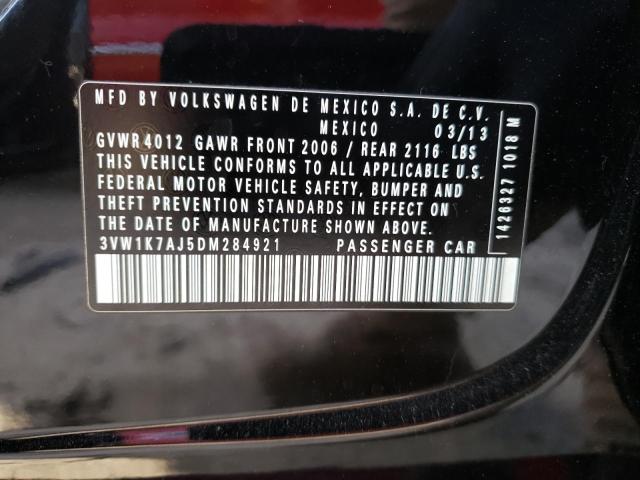 MFD BY VOLKSWAGEN DE MEXICO S.A. DE C.V.
MEXICO 03/13
GVWR 4012 GAWR FRONT 2006 / REAR 2116 LBS
THIS VEHICLE CONFORMS TO ALL APPLICABLE U.S.
FEDERAL MOTOR VEHICLE SAFETY, BUMPER AND
THEFT PREVENTION STANDARDS IN EFFECT ON
THE DATE OF MANUFACTURE SHOWN ABOVE.
3VW1K7AJ5DM284921 PASSENGER CAR
1426327 1018 M